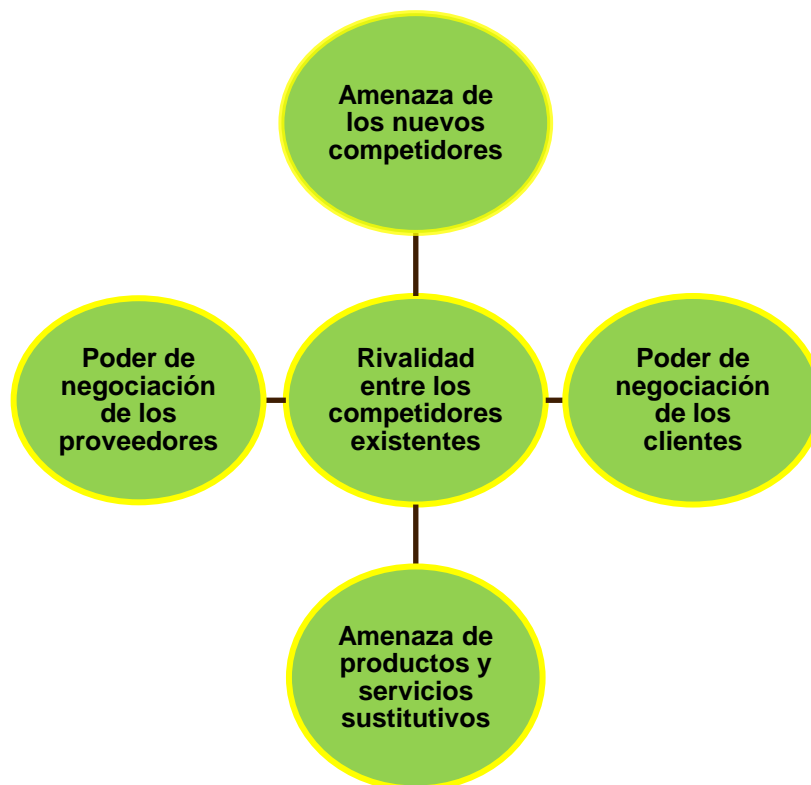 Amenaza de
los nuevos
competidores
Poder de
negociación
de los
proveedores
Rivalidad
entre los
competidores
existentes
Poder de
negociación
de los
clientes
Amenaza de
productos y
servicios
sustitutivos